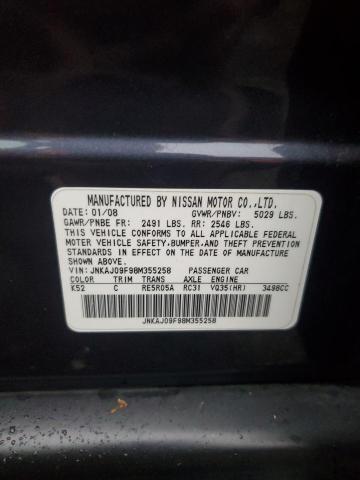 MANUFACTURED BY NISSAN MOTOR CO.,LTD.
DATE: 01/08 GVWR/PNBV: 5029 LBS.
GAWR/PNBE FR: 2491 LBS. RR: 2546 LBS.
THIS VEHICLE CONFORMS TO ALL APPLICABLE FEDERAL
MOTOR VEHICLE SAFETY,BUMPER,AND THEFT PREVENTION
STANDARDS IN EFFECT ON THE DATE OF MANUFACTURE
SHOWN ABOVE.
VIN: JNKAJ09F98M355258 PASSENGER CAR
COLOR TRIM TRANS AXLE ENGINE
K52 C RE5R05A RC31 VQ35(HR) 3498CC
JNKAJ09F98M355258